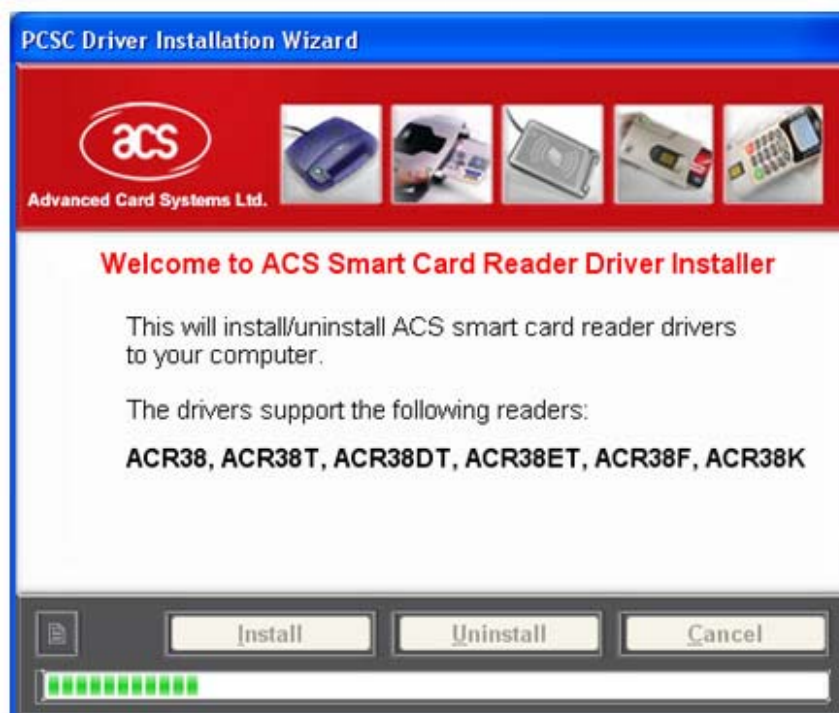 PCSC Driver Installation Wizard
acs
Advanced Card Systems Ltd.
Welcome to ACS Smart Card Reader Driver Installer
This will install/uninstall ACS smart card reader drivers
to your computer.
The drivers support the following readers:
ACR38, ACR38T, ACR38DT, ACR38ET, ACR38F, ACR38K
Install Uninstall Cancel